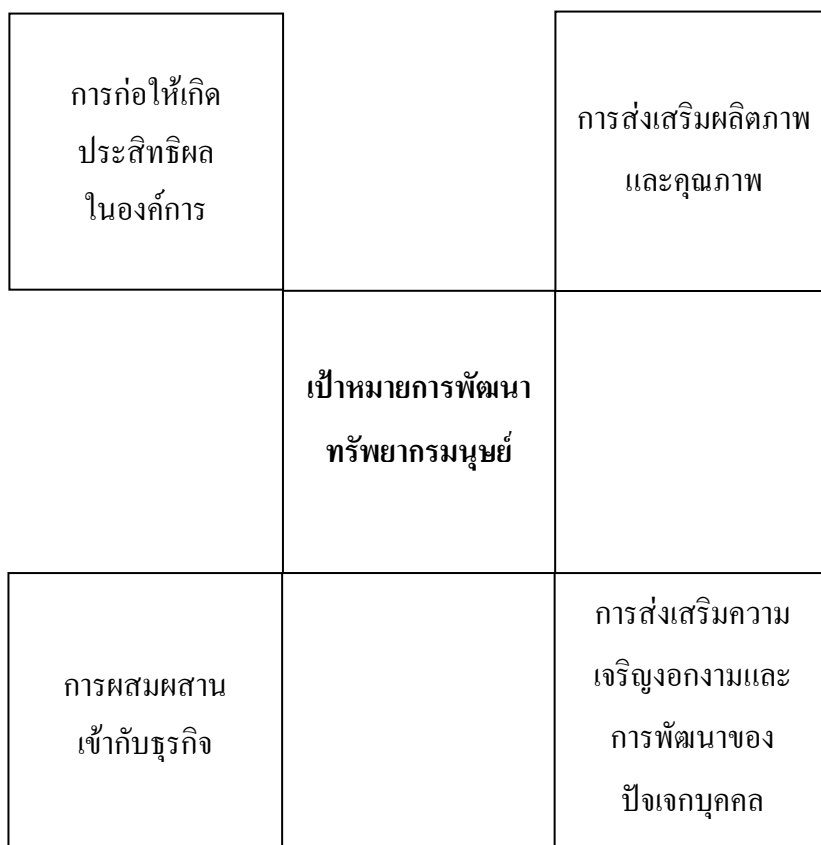 การก่อให้เกิด
ประสิทธิผล
ในองค์การ
การส่งเสริมผลิตภาพ
และคุณภาพ
เป้าหมายการพัฒนา
ทรัพยากรมนุษย์
การผสมผสาน
เข้ากับธุรกิจ
การส่งเสริมความ
เจริญงอกงามและ
การพัฒนาของ
ปัจเจกบุคคล